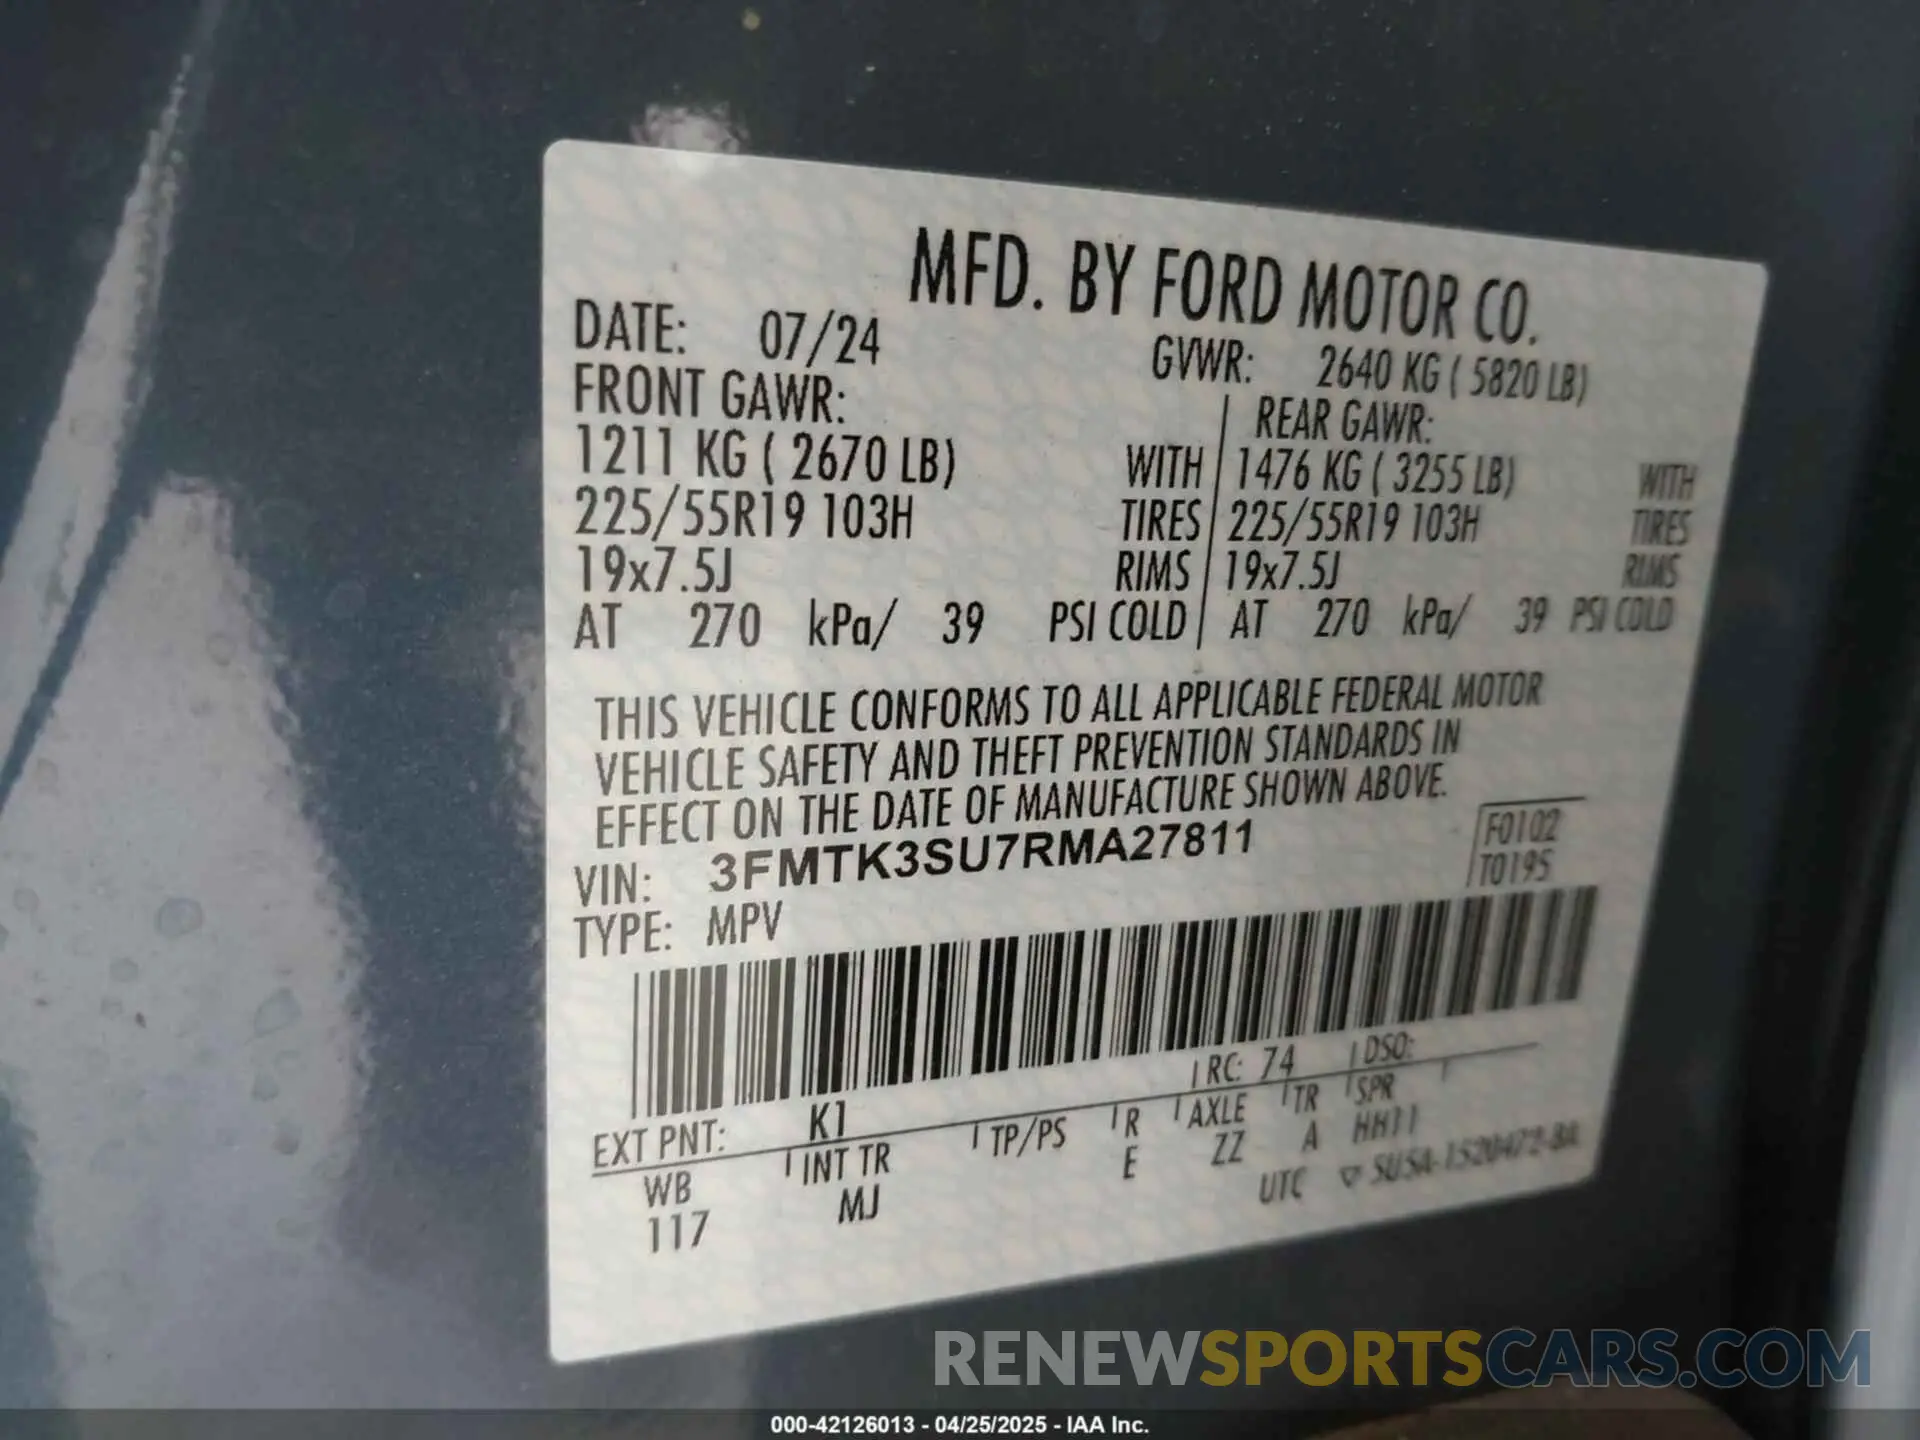 MFD. BY FORD MOTOR CO.
DATE: 07/24 GVWR: 2640 KG ( 5820 LB)
FRONT GAWR: REAR GAWR:
1211 KG ( 2670 LB) WITH 1476 KG ( 3255 LB) WITH
225/55R19 103H TIRES 225/55R19 103H TIRES
19x7.5J RIMS 19x7.5J RIMS
AT 270 kPa/ 39 PSI COLD AT 270 kPa/ 39 PSI COLD
THIS VEHICLE CONFORMS TO ALL APPLICABLE FEDERAL MOTOR
VEHICLE SAFETY AND THEFT PREVENTION STANDARDS IN
EFFECT ON THE DATE OF MANUFACTURE SHOWN ABOVE.
VIN: 3FMTK3SU7RMA27811 F0102
TYPE: MPV T0195
EXT PNT: K1 RC: 74 DSO:
WB INT TR TP/PS R AXLE TR SPR
117 MJ E ZZ A HH11
UTC SU5A-1520472-BA
RENEWSPORTSCARS.COM
000-42126013 - 04/25/2025 - IAA Inc.